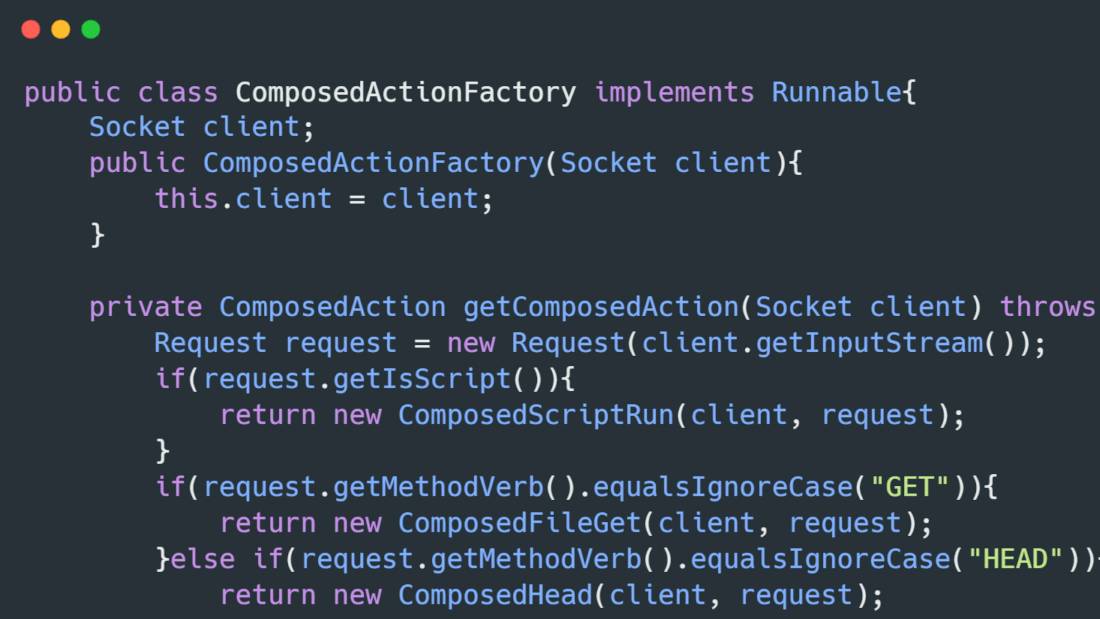 public class ComposedActionFactory implements Runnable{
    Socket client;
    public ComposedActionFactory(Socket client){
        this.client = client;
    }

    private ComposedAction getComposedAction(Socket client) throws
        Request request = new Request(client.getInputStream());
        if(request.getIsScript()){
            return new ComposedScriptRun(client, request);
        }
        if(request.getMethodVerb().equalsIgnoreCase("GET")){
            return new ComposedFileGet(client, request);
        }else if(request.getMethodVerb().equalsIgnoreCase("HEAD")){
            return new ComposedHead(client, request);